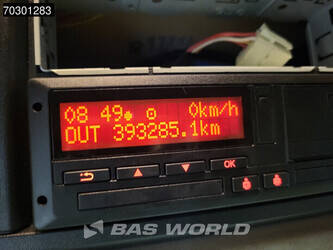 70301283
08 49 0km/h
OUT 393285.1km
OK
BAS WORLD